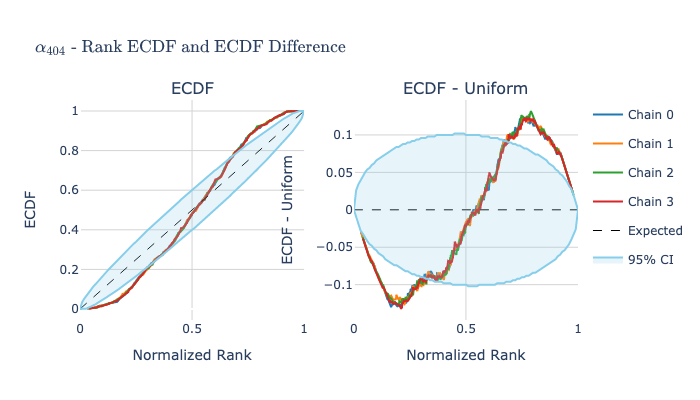 α404 - Rank ECDF and ECDF Difference
ECDF
ECDF - Uniform
1
0.8
0.6
0.4
0.2
0
0
0.5
1
ECDF
Normalized Rank
0.1
0.05
0
−0.05
−0.1
0
0.5
1
ECDF - Uniform
Normalized Rank
Chain 0
Chain 1
Chain 2
Chain 3
Expected
95% CI